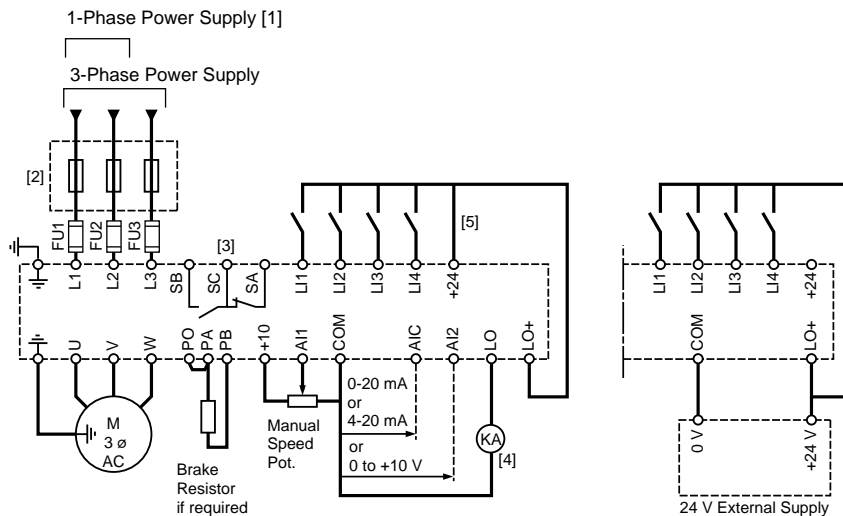 1-Phase Power Supply [1]
3-Phase Power Supply
[2]
FU1
FU2
FU3
[3]
[5]
L1
L2
L3
SB
SC
SA
LI1
LI2
LI3
LI4
+24
U
V
W
PO
PA
PB
+10
AI1
COM
AIC
AI2
LO
LO+
M
3 ø
AC
Brake
Resistor
if required
Manual
Speed
Pot.
0-20 mA
or
4-20 mA
or
0 to +10 V
KA
[4]
LI1
LI2
LI3
LI4
+24
COM
LO+
0 V
+24 V
24 V External Supply